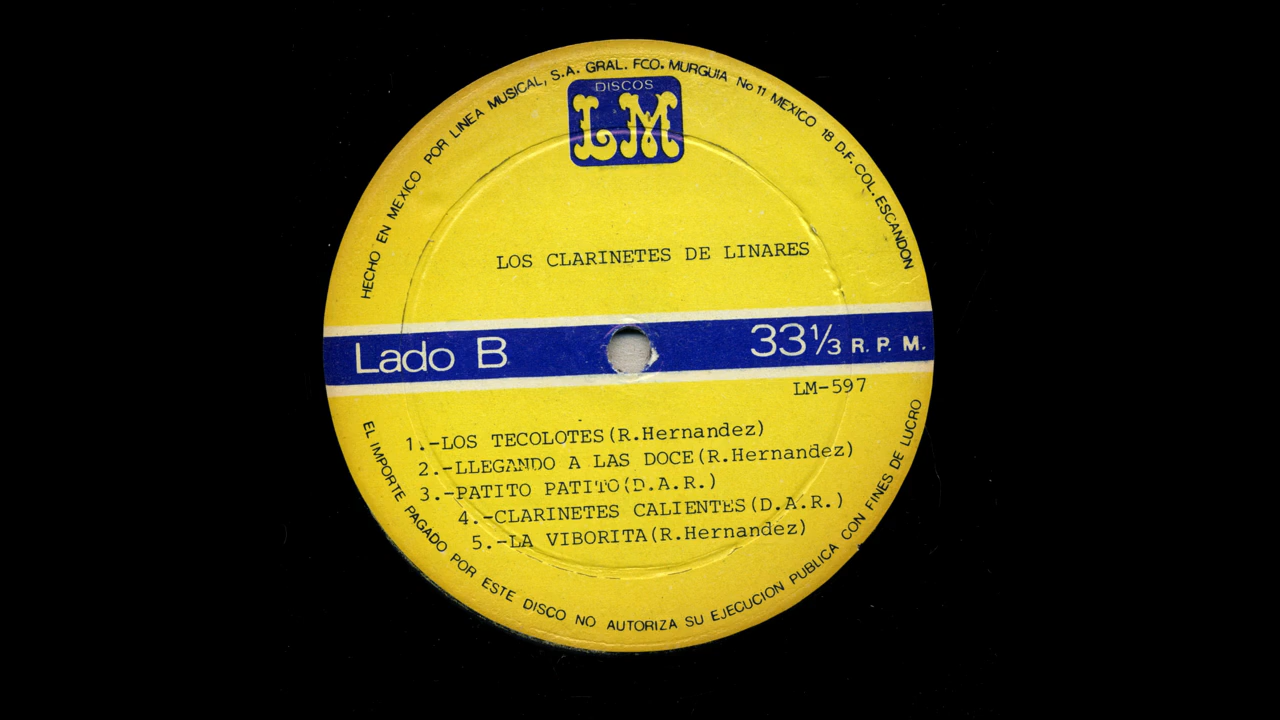 HECHO EN MEXICO POR LINEA MUSICAL, S.A. GRAL. FCO. MURGUIA No 11 MEXICO 18 D.F. COL. ESCANDON
DISCOS
LM
LOS CLARINETES DE LINARES
Lado B
33⅓ R. P. M.
LM-597
1.-LOS TECOLOTES(R.Hernandez)
2.-LLEGANDO A LAS DOCE(R.Hernandez)
3.-PATITO PATITO(D.A.R.)
4.-CLARINETES CALIENTES(D.A.R.)
5.-LA VIBORITA(R.Hernandez)
EL IMPORTE PAGADO POR ESTE DISCO NO AUTORIZA SU EJECUCION PUBLICA CON FINES DE LUCRO